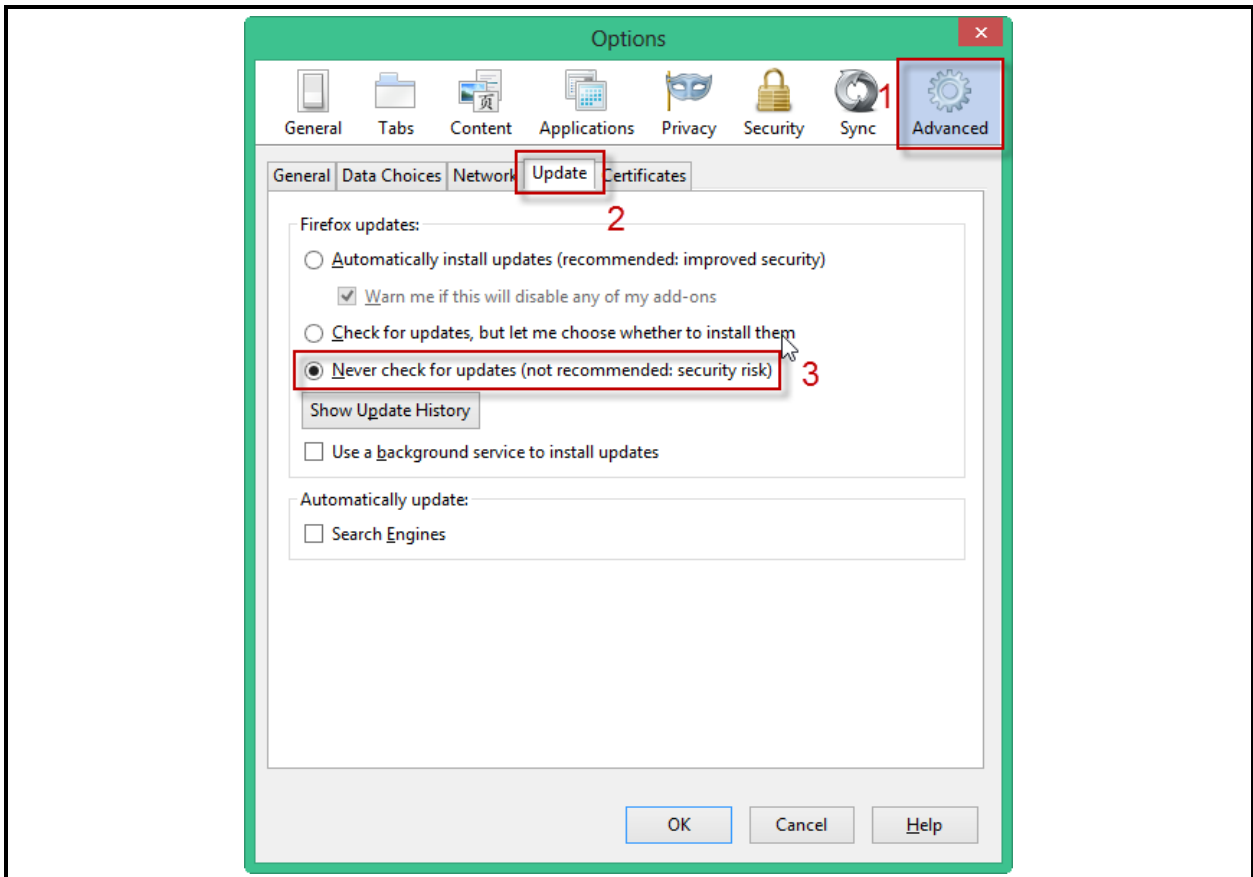 Options
页
General Tabs Content Applications Privacy Security Sync 1 Advanced
General Data Choices Network Update Certificates
2
Firefox updates:
Automatically install updates (recommended: improved security)
Warn me if this will disable any of my add-ons
Check for updates, but let me choose whether to install them
Never check for updates (not recommended: security risk) 3
Show Update History
Use a background service to install updates
Automatically update:
Search Engines
OK Cancel Help